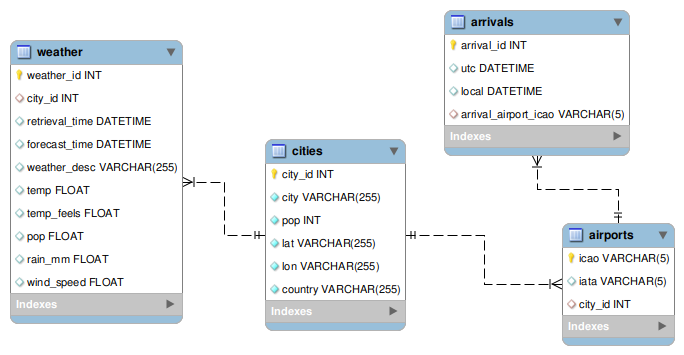 weather
weather_id INT
city_id INT
retrieval_time DATETIME
forecast_time DATETIME
weather_desc VARCHAR(255)
temp FLOAT
temp_feels FLOAT
pop FLOAT
rain_mm FLOAT
wind_speed FLOAT
Indexes
cities
city_id INT
city VARCHAR(255)
pop INT
lat VARCHAR(255)
lon VARCHAR(255)
country VARCHAR(255)
Indexes
arrivals
arrival_id INT
utc DATETIME
local DATETIME
arrival_airport_icao VARCHAR(5)
Indexes
airports
icao VARCHAR(5)
iata VARCHAR(5)
city_id INT
Indexes